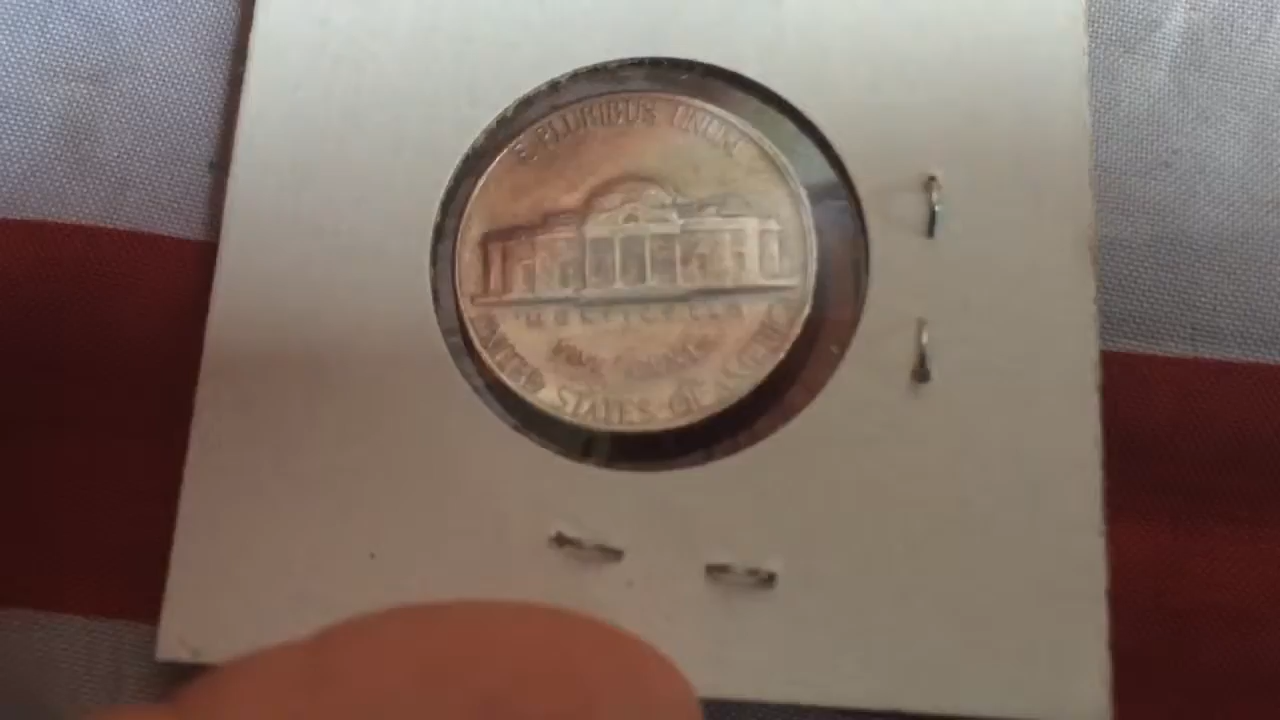 E PLURIBUS UNUM
MONTICELLO
FIVE CENTS
UNITED STATES OF AMERICA